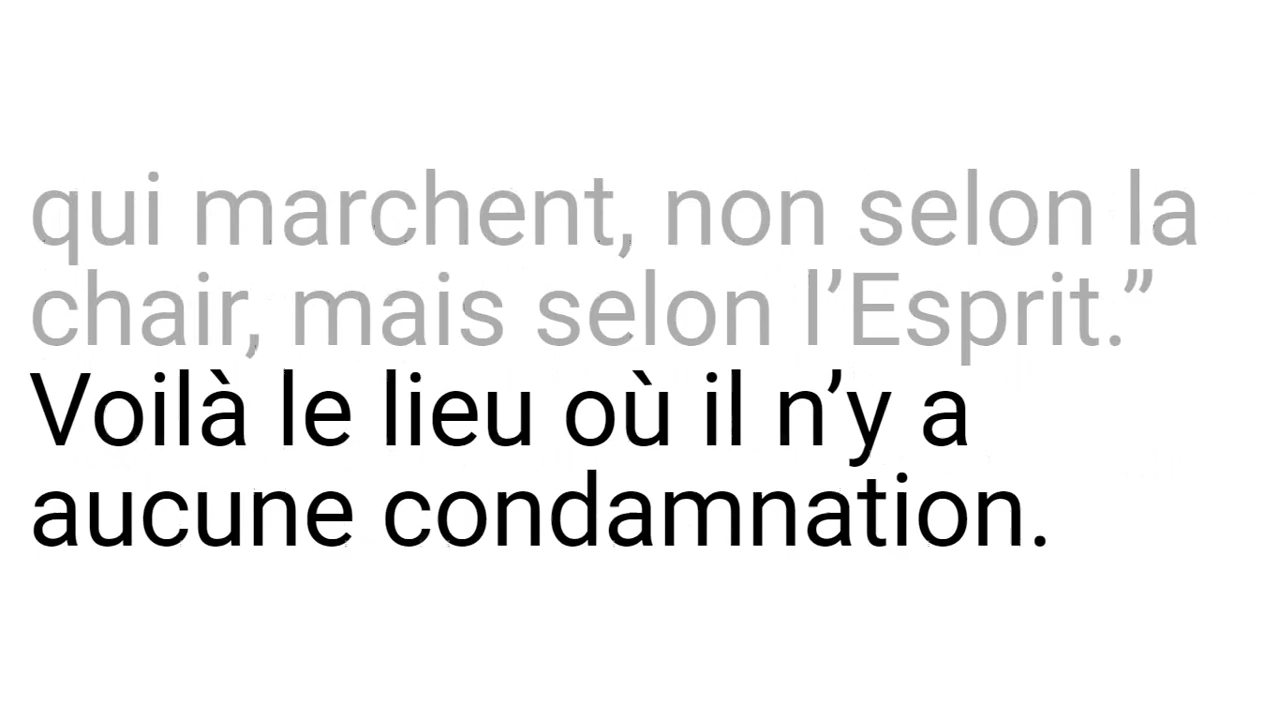 qui marchent, non selon la
chair, mais selon l’Esprit.”
Voilà le lieu où il n’y a
aucune condamnation.